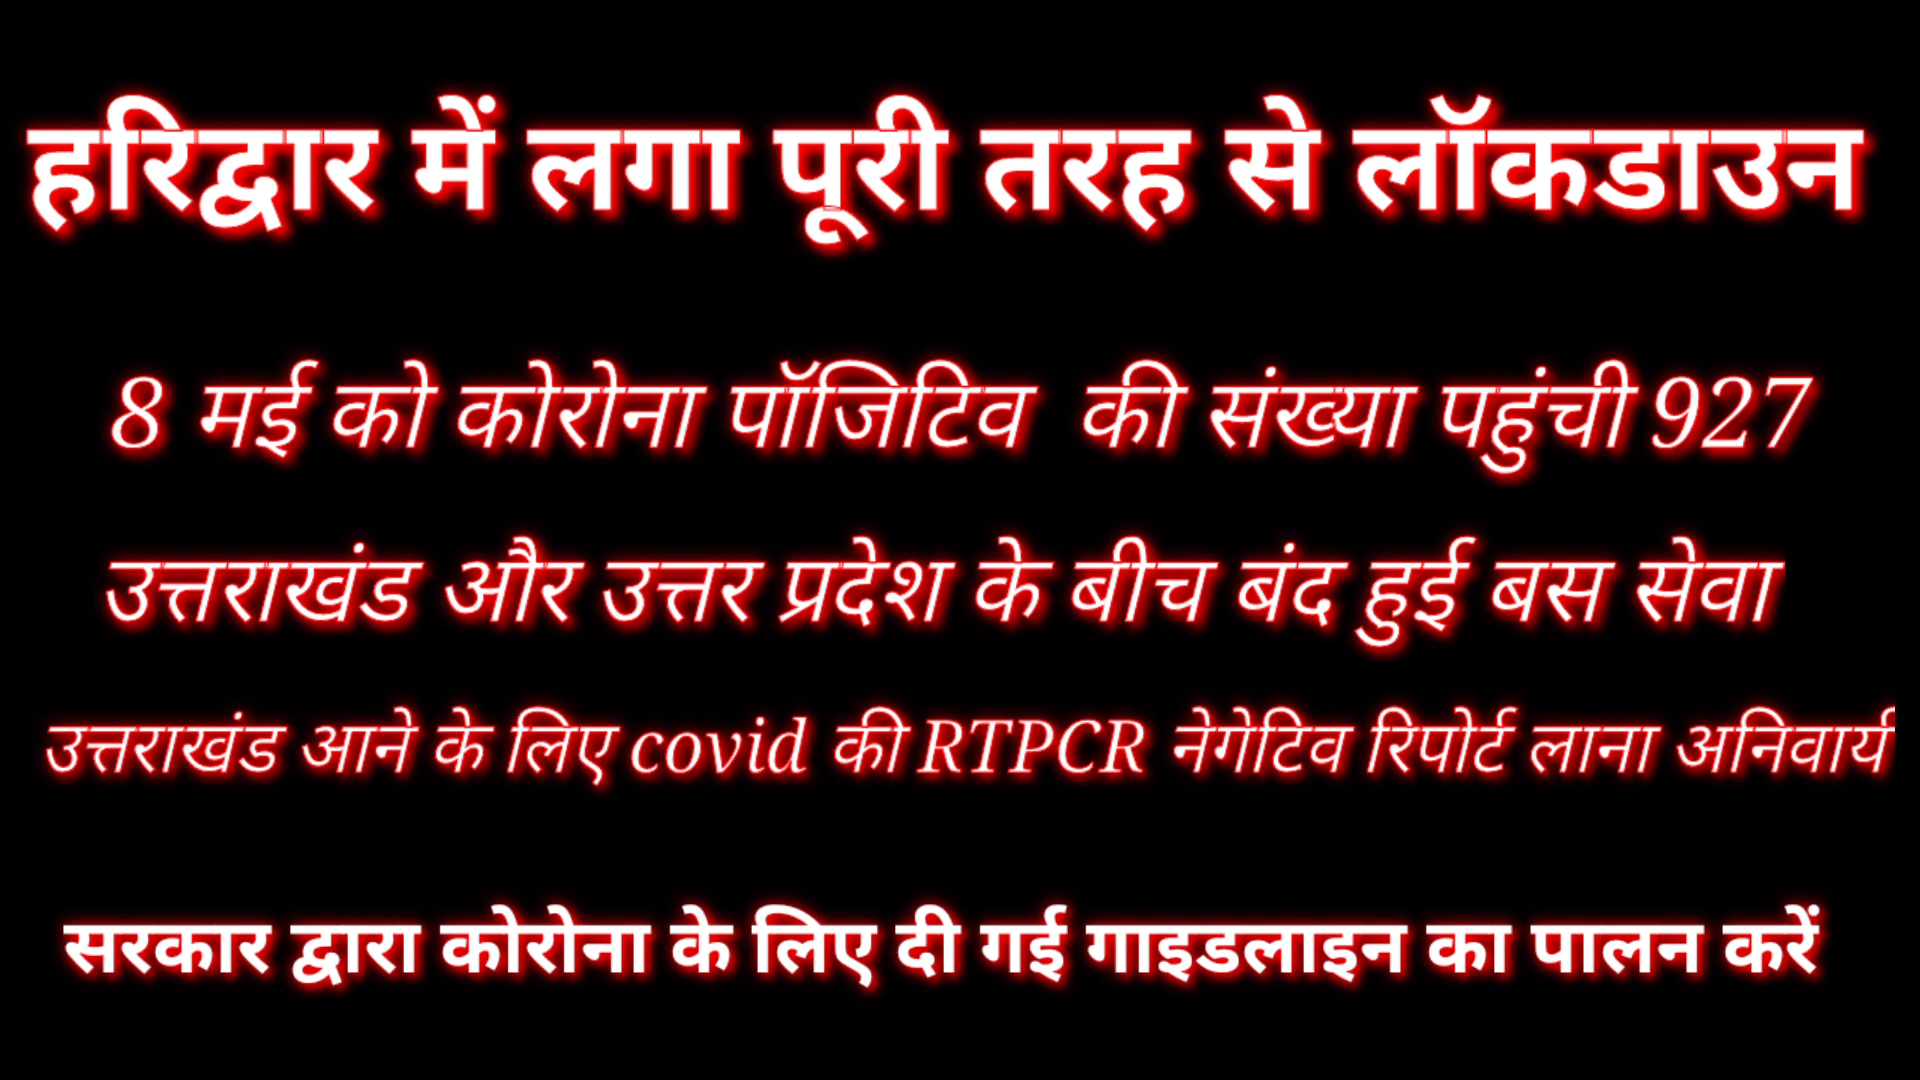 हरिद्वार में लगा पूरी तरह से लॉकडाउन
8 मई को कोरोना पॉजिटिव की संख्या पहुंची 927
उत्तराखंड और उत्तर प्रदेश के बीच बंद हुई बस सेवा
उत्तराखंड आने के लिए covid की RTPCR नेगेटिव रिपोर्ट लाना अनिवार्य
सरकार द्वारा कोरोना के लिए दी गई गाइडलाइन का पालन करें